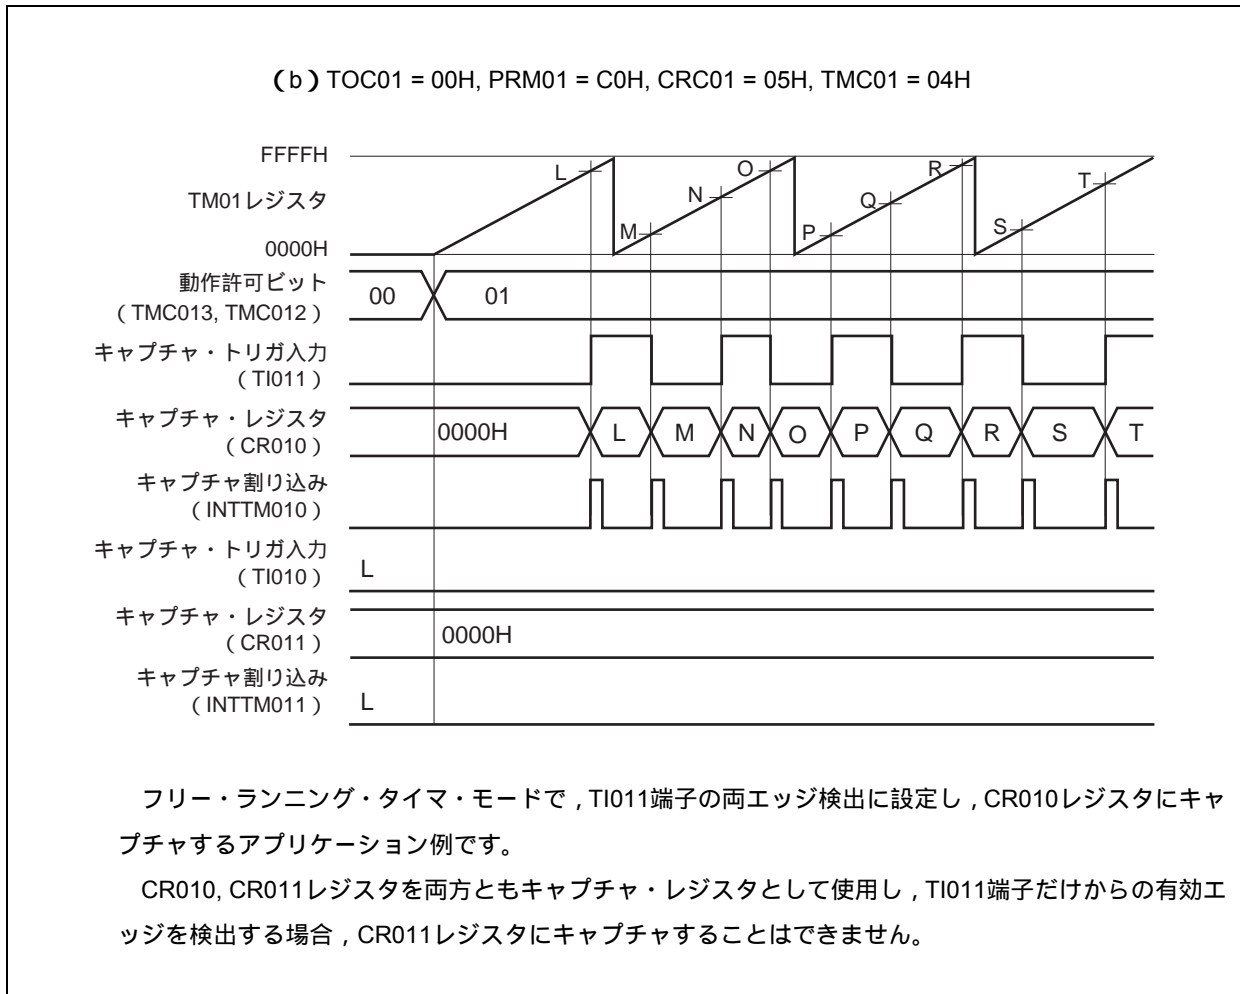 (b) TOC01 = 00H, PRM01 = C0H, CRC01 = 05H, TMC01 = 04H
FFFFH
TM01レジスタ
0000H
L
M
N
O
P
Q
R
S
T
動作許可ビット
(TMC013, TMC012)
00
01
キャプチャ・トリガ入力
(TI011)
キャプチャ・レジスタ
(CR010)
0000H L M N O P Q R S T
キャプチャ割り込み
(INTTM010)
キャプチャ・トリガ入力
(TI010)
L
キャプチャ・レジスタ
(CR011)
0000H
キャプチャ割り込み
(INTTM011)
L
フリー・ランニング・タイマ・モードで,TI011端子の両エッジ検出に設定し,CR010レジスタにキャ
プチャするアプリケーション例です。
CR010, CR011レジスタを両方ともキャプチャ・レジスタとして使用し,TI011端子だけからの有効エ
ッジを検出する場合,CR011レジスタにキャプチャすることはできません。